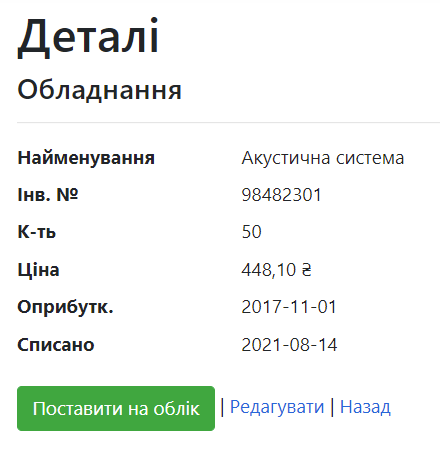 Деталі
Обладнання
Найменування Акустична система
Інв. № 98482301
К-ть 50
Ціна 448,10 ₴
Оприбутк. 2017-11-01
Списано 2021-08-14
Поставити на облік | Редагувати | Назад